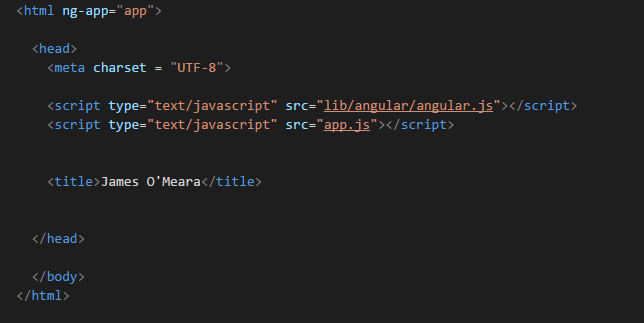 <html ng-app="app">
<head>
<meta charset = "UTF-8">
<script type="text/javascript" src="lib/angular/angular.js"></script>
<script type="text/javascript" src="app.js"></script>
<title>James O'Meara</title>
</head>
</body>
</html>